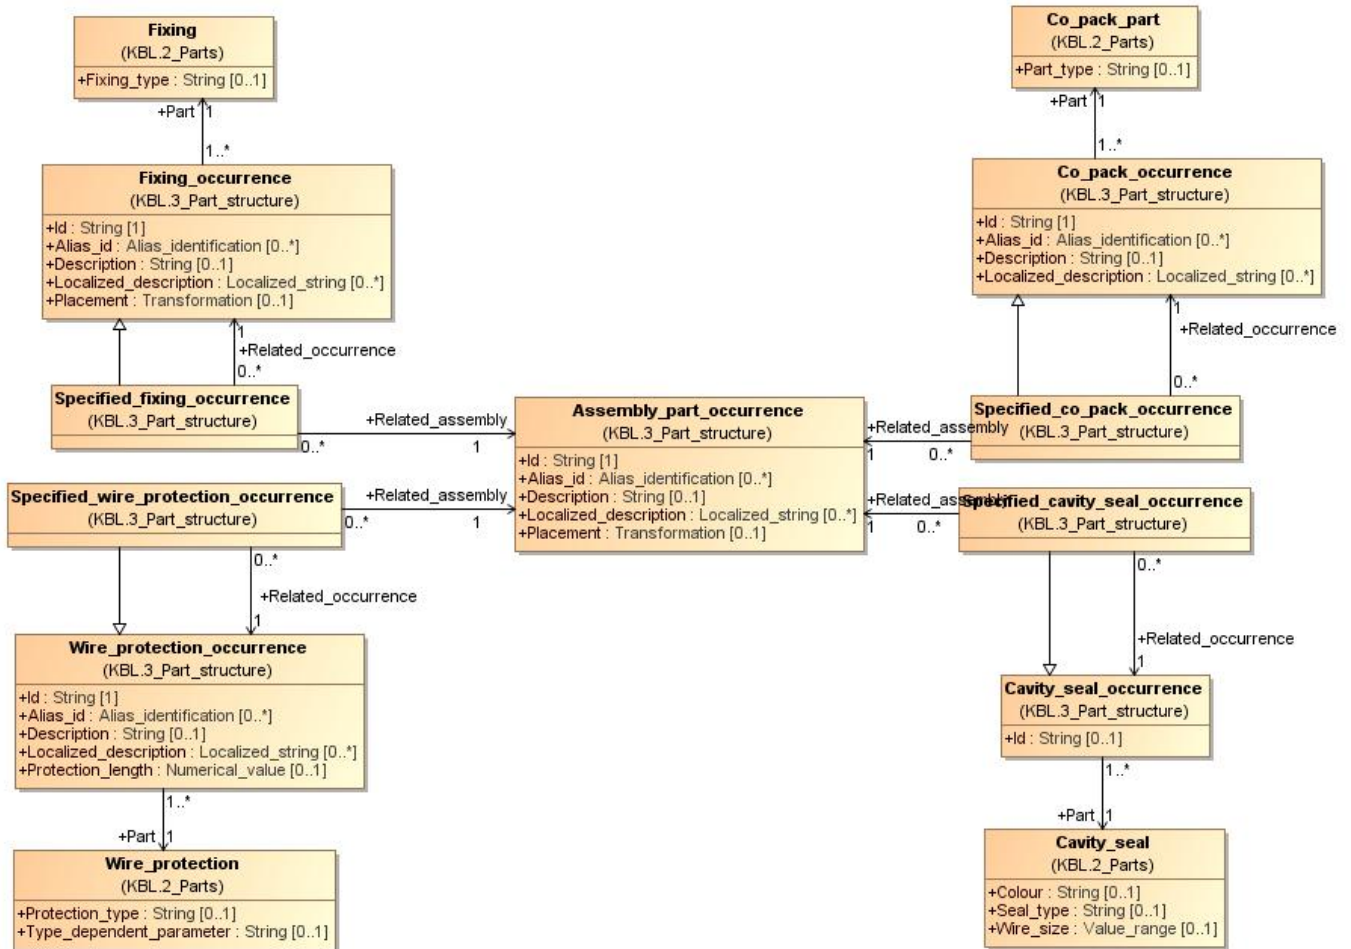 Fixing
(KBL.2_Parts)
+Fixing_type : String [0..1]
+Part 1
1..*
Fixing_occurrence
(KBL.3_Part_structure)
+Id : String [1]
+Alias_id : Alias_identification [0..*]
+Description : String [0..1]
+Localized_description : Localized_string [0..*]
+Placement : Transformation [0..1]
1
+Related_occurrence
0..*
Specified_fixing_occurrence
(KBL.3_Part_structure)
+Related_assembly
0..* 1
Co_pack_part
(KBL.2_Parts)
+Part_type : String [0..1]
+Part 1
1..*
Co_pack_occurrence
(KBL.3_Part_structure)
+Id : String [1]
+Alias_id : Alias_identification [0..*]
+Description : String [0..1]
+Localized_description : Localized_string [0..*]
1
+Related_occurrence
0..*
Specified_co_pack_occurrence
(KBL.3_Part_structure)
+Related_assembly
1 0..*
Assembly_part_occurrence
(KBL.3_Part_structure)
+Id : String [1]
+Alias_id : Alias_identification [0..*]
+Description : String [0..1]
+Localized_description : Localized_string [0..*]
+Placement : Transformation [0..1]
Specified_wire_protection_occurrence
(KBL.3_Part_structure)
+Related_assembly
0..* 1
0..*
+Related_occurrence
1
Wire_protection_occurrence
(KBL.3_Part_structure)
+Id : String [1]
+Alias_id : Alias_identification [0..*]
+Description : String [0..1]
+Localized_description : Localized_string [0..*]
+Protection_length : Numerical_value [0..1]
1..*
+Part 1
Wire_protection
(KBL.2_Parts)
+Protection_type : String [0..1]
+Type_dependent_parameter : String [0..1]
+Related_assembly
1 0..*
Specified_cavity_seal_occurrence
(KBL.3_Part_structure)
0..*
+Related_occurrence
1
Cavity_seal_occurrence
(KBL.3_Part_structure)
+Id : String [0..1]
1..*
+Part 1
Cavity_seal
(KBL.2_Parts)
+Colour : String [0..1]
+Seal_type : String [0..1]
+Wire_size : Value_range [0..1]